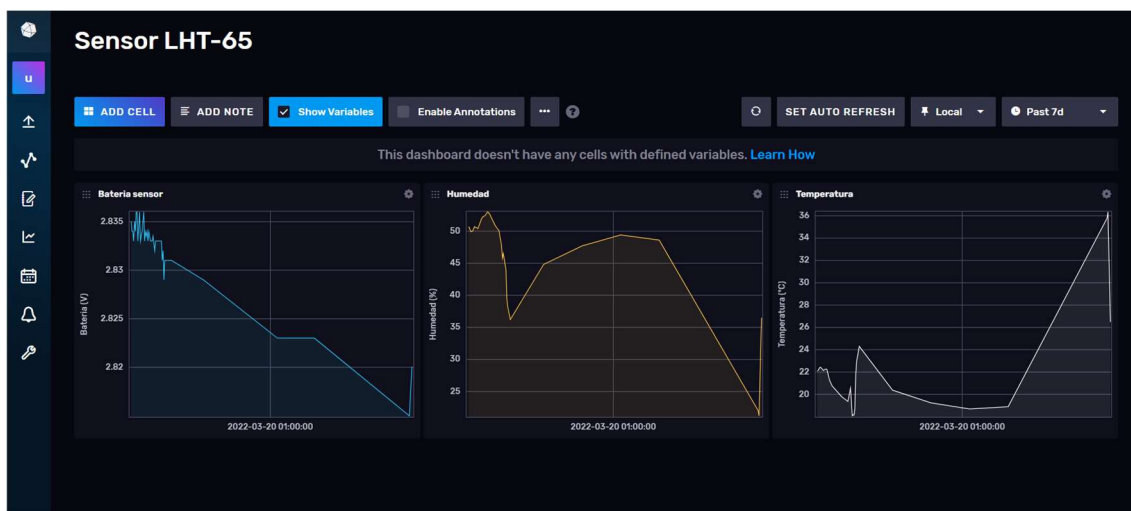 Sensor LHT-65
u
ADD CELL
ADD NOTE
Show Variables
Enable Annotations
SET AUTO REFRESH
Local
Past 7d
This dashboard doesn't have any cells with defined variables. Learn How
Bateria sensor
Bateria (V)
2.835
2.83
2.825
2.82
2022-03-20 01:00:00
Humedad
Humedad (%)
50
45
40
35
30
25
2022-03-20 01:00:00
Temperatura
Temperatura (°C)
36
34
32
30
28
26
24
22
20
2022-03-20 01:00:00